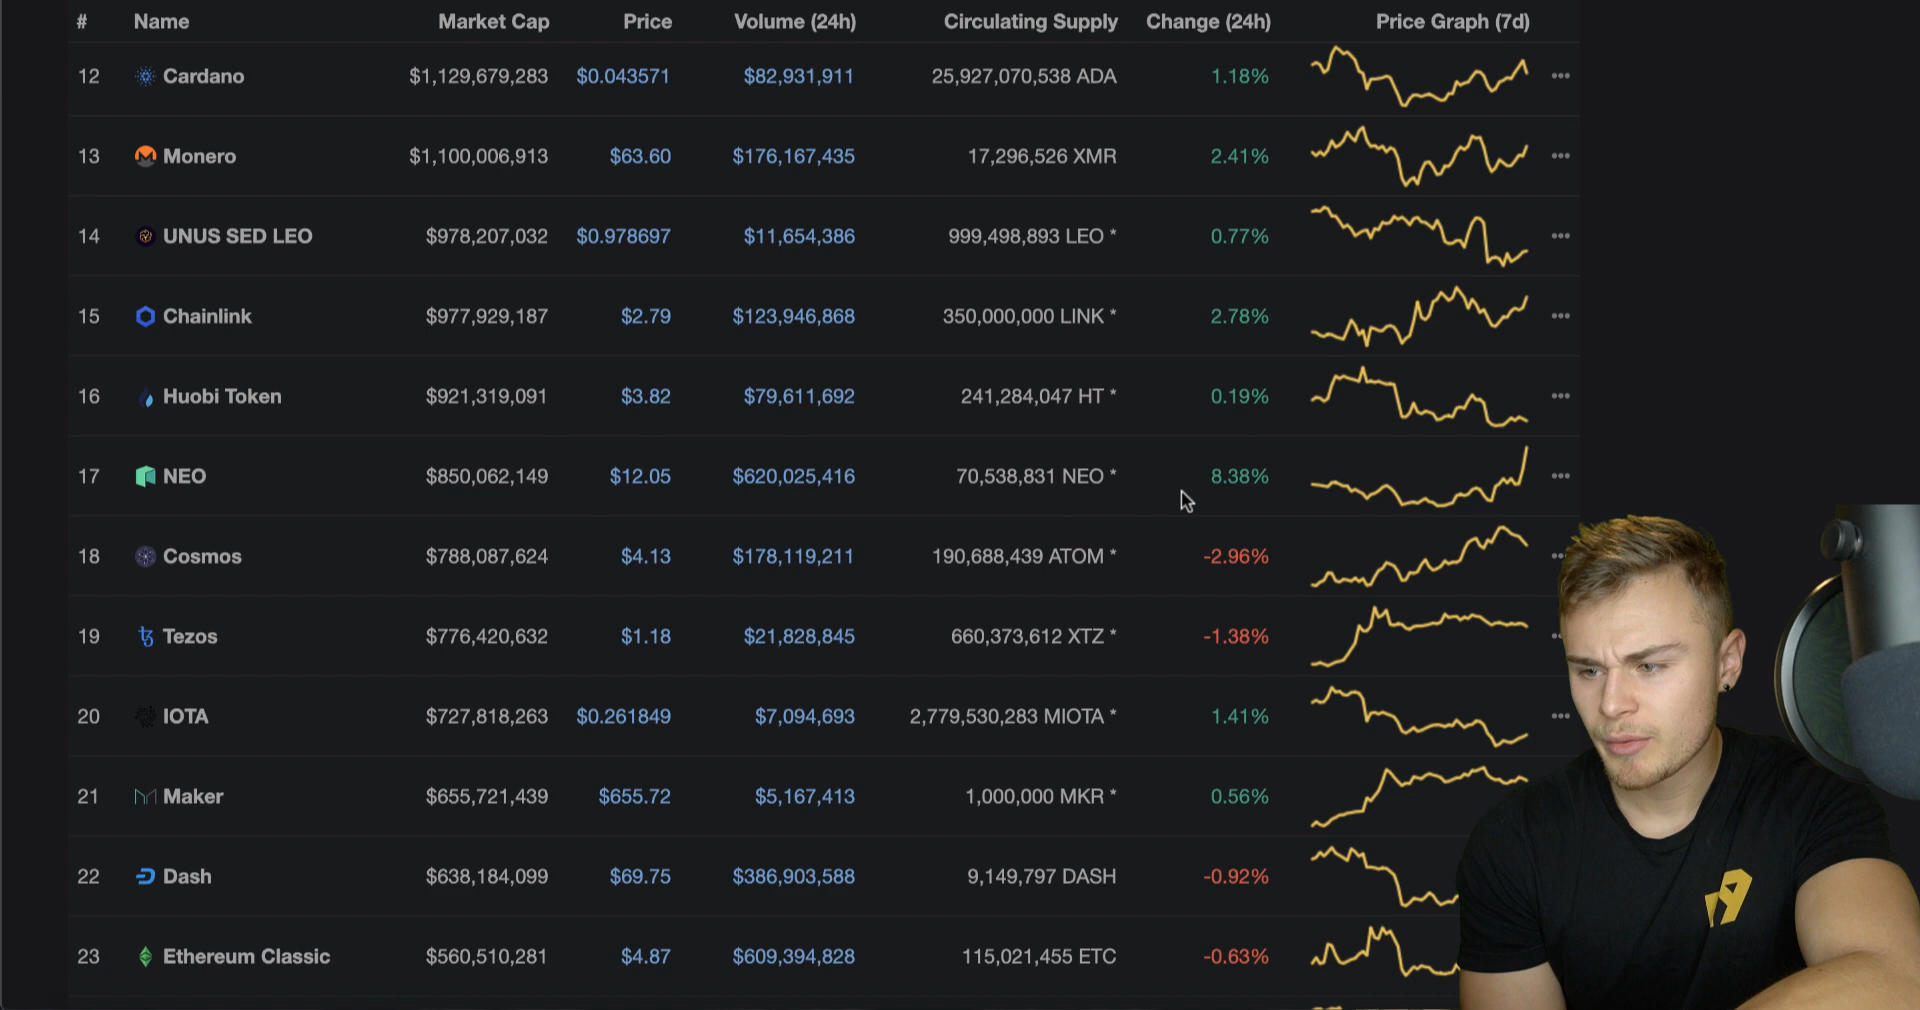 # Name Market Cap Price Volume (24h) Circulating Supply Change (24h) Price Graph (7d)
12 Cardano $1,129,679,283 $0.043571 $82,931,911 25,927,070,538 ADA 1.18%
13 Monero $1,100,006,913 $63.60 $176,167,435 17,296,526 XMR 2.41%
14 UNUS SED LEO $978,207,032 $0.978697 $11,654,386 999,498,893 LEO * 0.77%
15 Chainlink $977,929,187 $2.79 $123,946,868 350,000,000 LINK * 2.78%
16 Huobi Token $921,319,091 $3.82 $79,611,692 241,284,047 HT * 0.19%
17 NEO $850,062,149 $12.05 $620,025,416 70,538,831 NEO * 8.38%
18 Cosmos $788,087,624 $4.13 $178,119,211 190,688,439 ATOM * -2.96%
19 Tezos $776,420,632 $1.18 $21,828,845 660,373,612 XTZ * -1.38%
20 IOTA $727,818,263 $0.261849 $7,094,693 2,779,530,283 MIOTA * 1.41%
21 Maker $655,721,439 $655.72 $5,167,413 1,000,000 MKR * 0.56%
22 Dash $638,184,099 $69.75 $386,903,588 9,149,797 DASH -0.92%
23 Ethereum Classic $560,510,281 $4.87 $609,394,828 115,021,455 ETC -0.63%